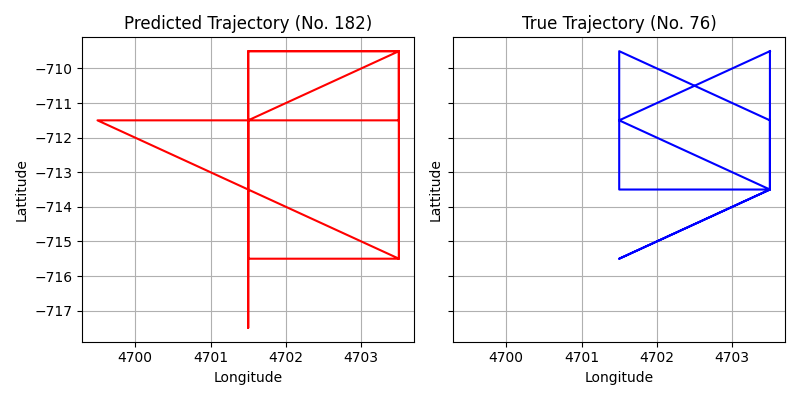 Predicted Trajectory (No. 182)
True Trajectory (No. 76)
Lattitude
−710
−711
−712
−713
−714
−715
−716
−717
4700
4701
4702
4703
Longitude
Lattitude
4700
4701
4702
4703
Longitude